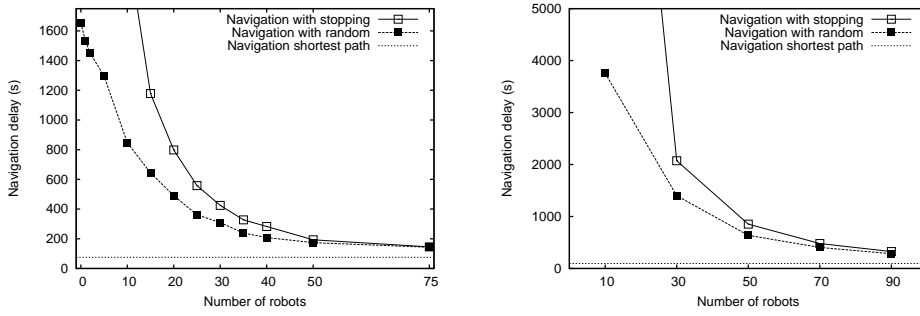 Navigation with stopping
Navigation with random
Navigation shortest path
1600
1400
1200
1000
800
600
400
200
0
Navigation delay (s)
0 10 20 30 40 50 75
Number of robots
Navigation with stopping
Navigation with random
Navigation shortest path
5000
4000
3000
2000
1000
0
Navigation delay (s)
10 30 50 70 90
Number of robots